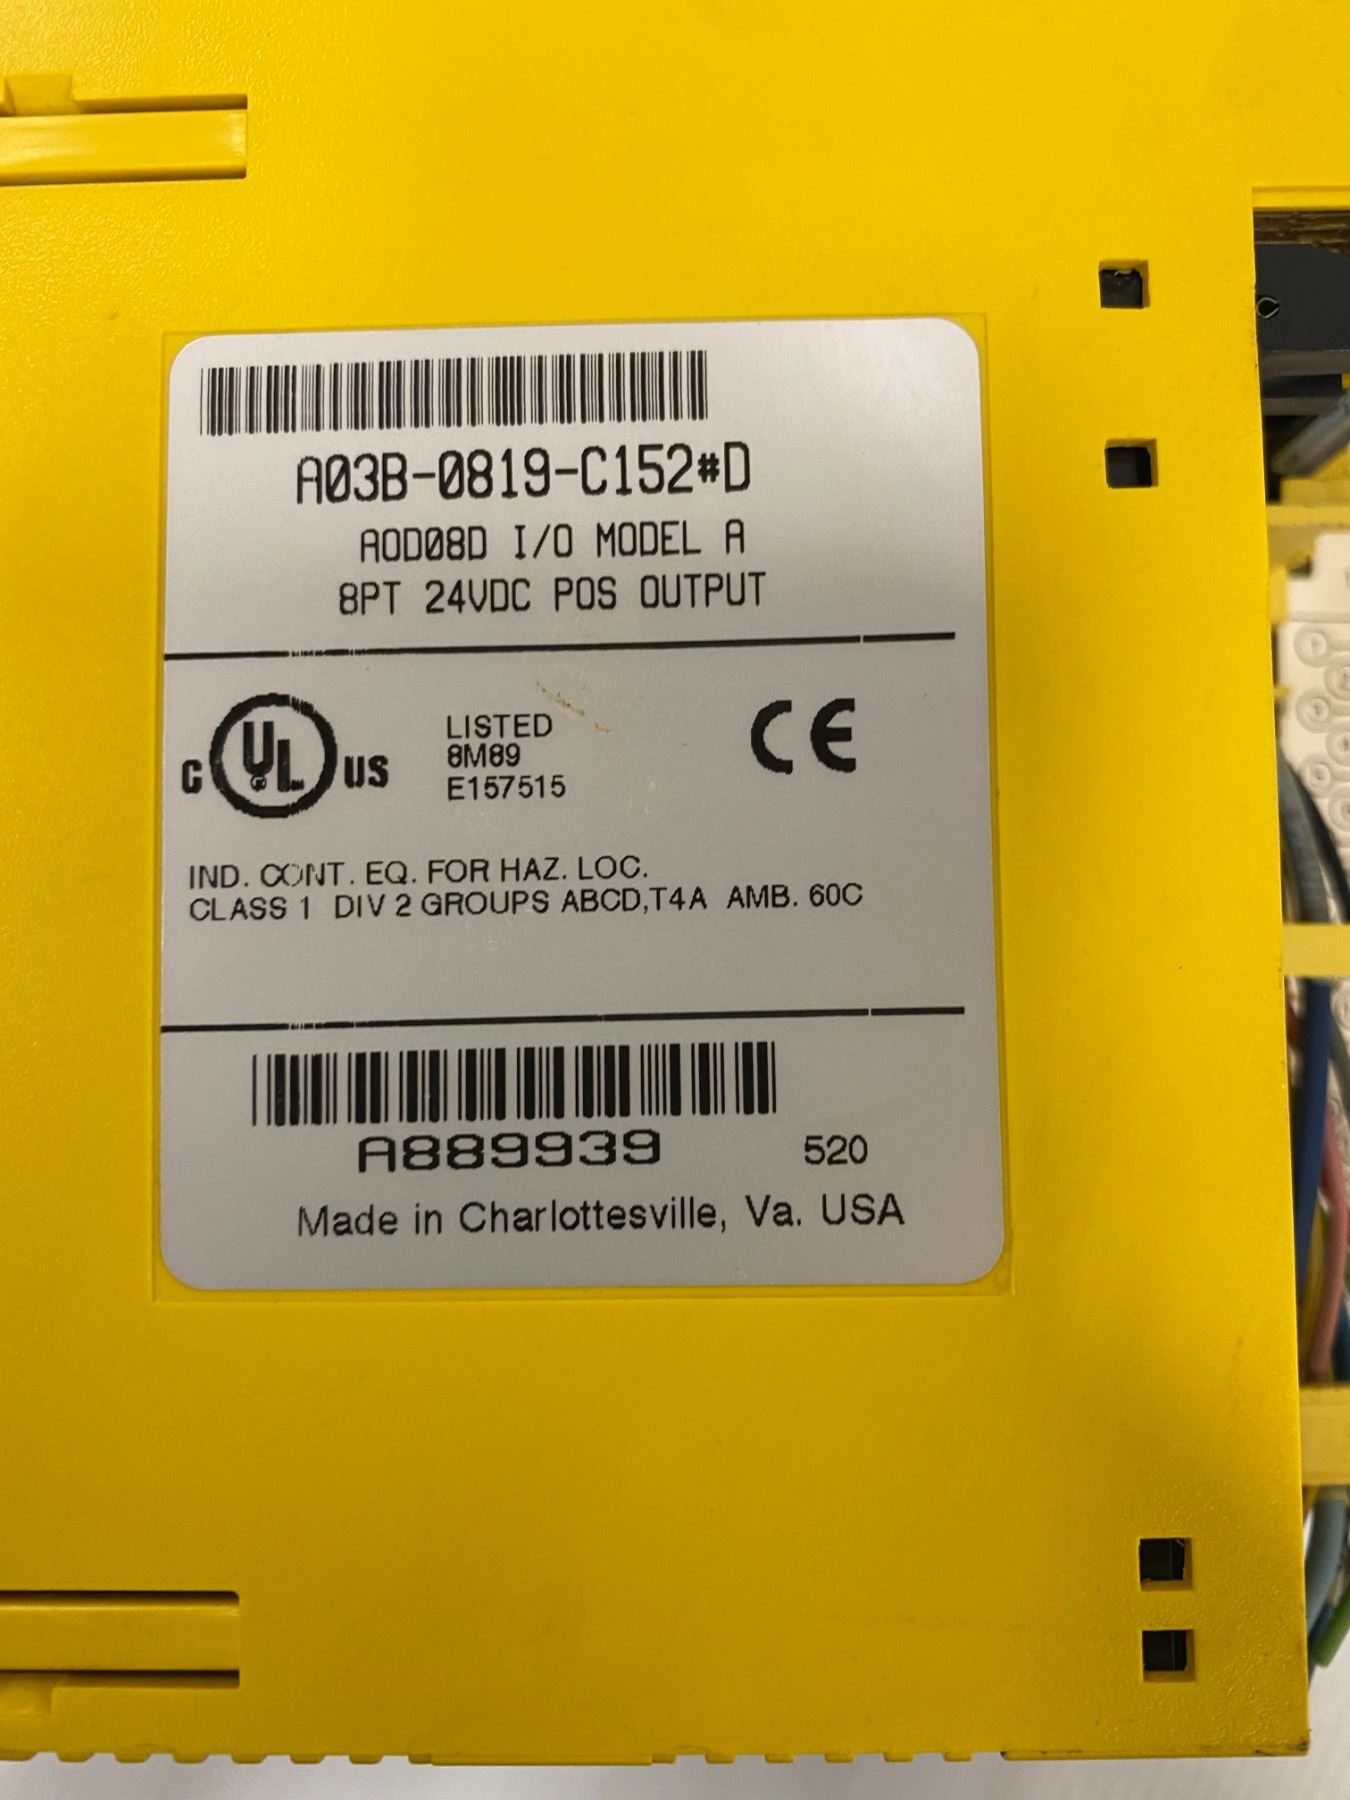 A03B-0819-C152#D
AOD08D I/O MODEL A
8PT 24VDC POS OUTPUT
C UL US
LISTED
8M89
E157515
CE
IND. CONT. EQ. FOR HAZ. LOC.
CLASS 1 DIV 2 GROUPS ABCD,T4A AMB. 60C
A889939 520
Made in Charlottesville, Va. USA